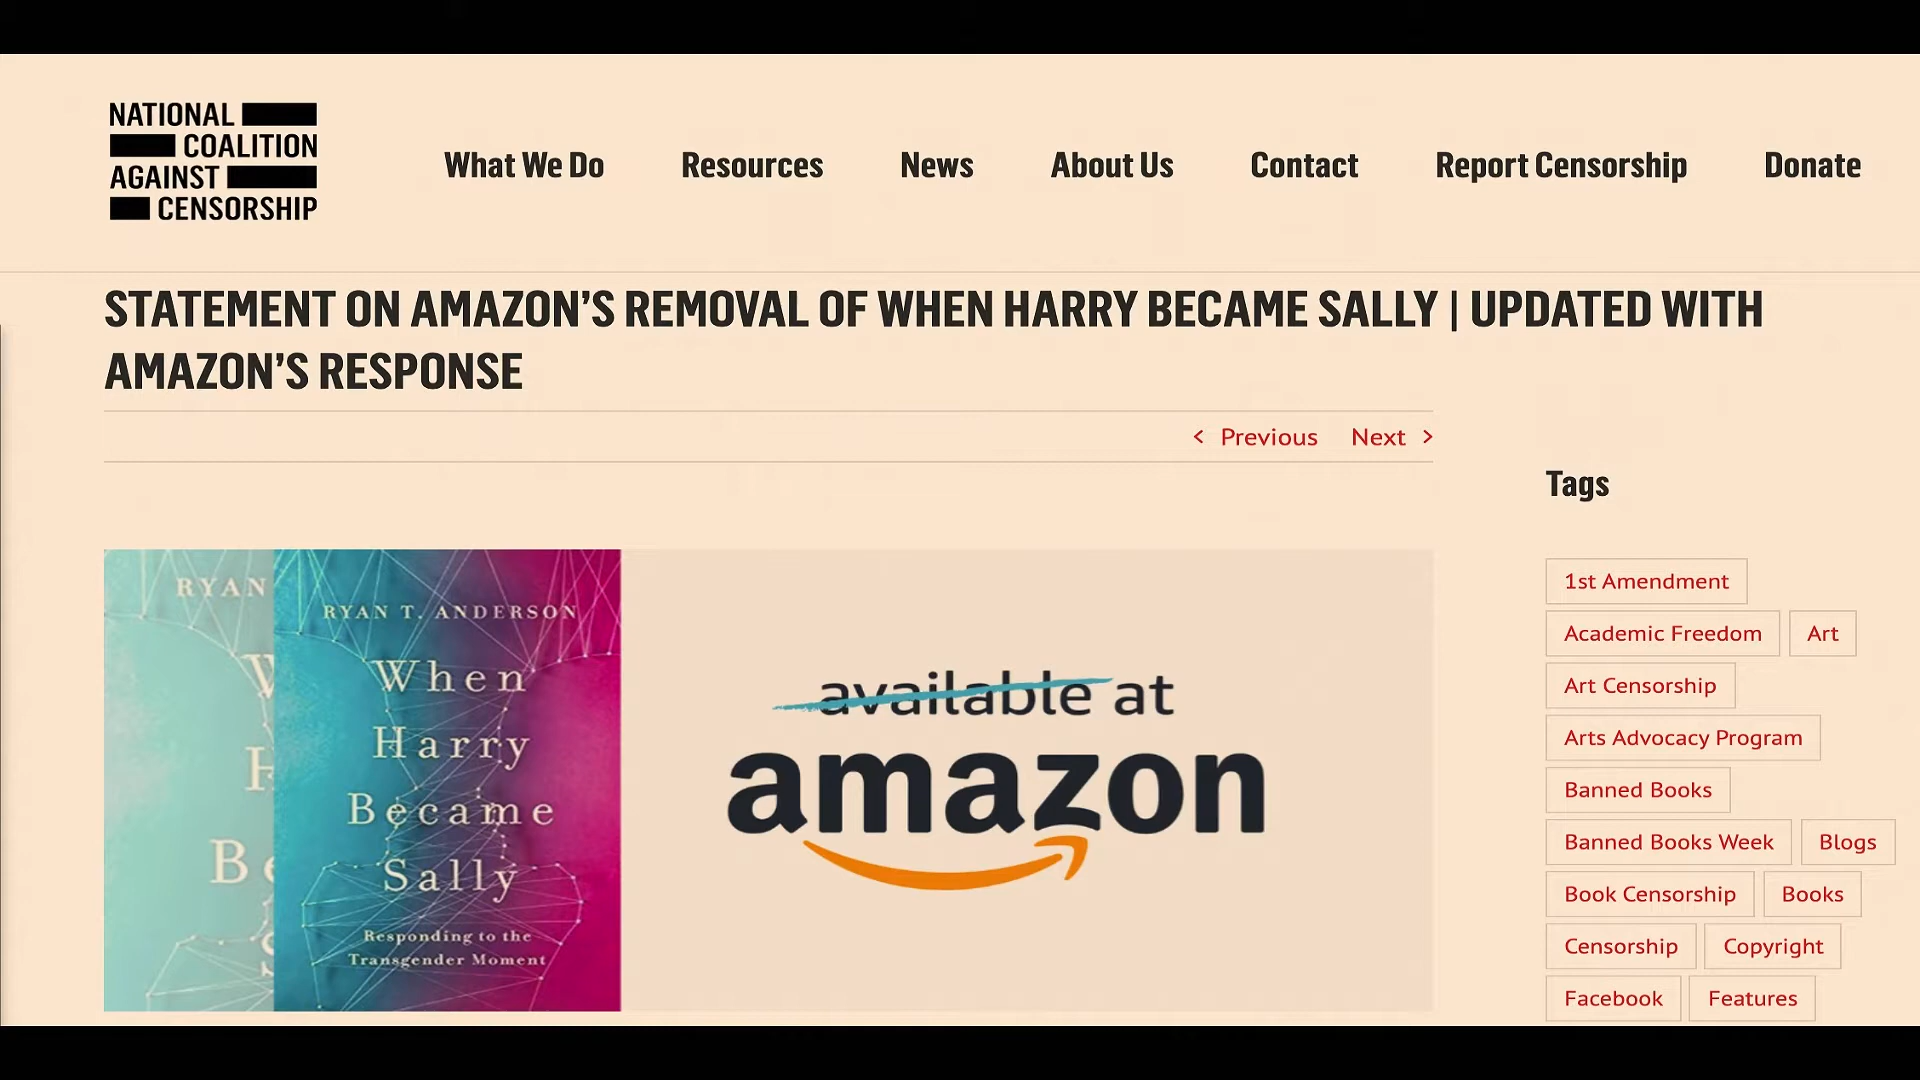 NATIONAL
COALITION
AGAINST
CENSORSHIP
What We Do
Resources
News
About Us
Contact
Report Censorship
Donate
STATEMENT ON AMAZON’S REMOVAL OF WHEN HARRY BECAME SALLY | UPDATED WITH
AMAZON’S RESPONSE
< Previous
Next >
Tags
1st Amendment
Academic Freedom
Art
Art Censorship
Arts Advocacy Program
Banned Books
Banned Books Week
Blogs
Book Censorship
Books
Censorship
Copyright
Facebook
Features
RYAN
RYAN T. ANDERSON
When
Harry
Became
Sally
Responding to the
Transgender Moment
available at
amazon